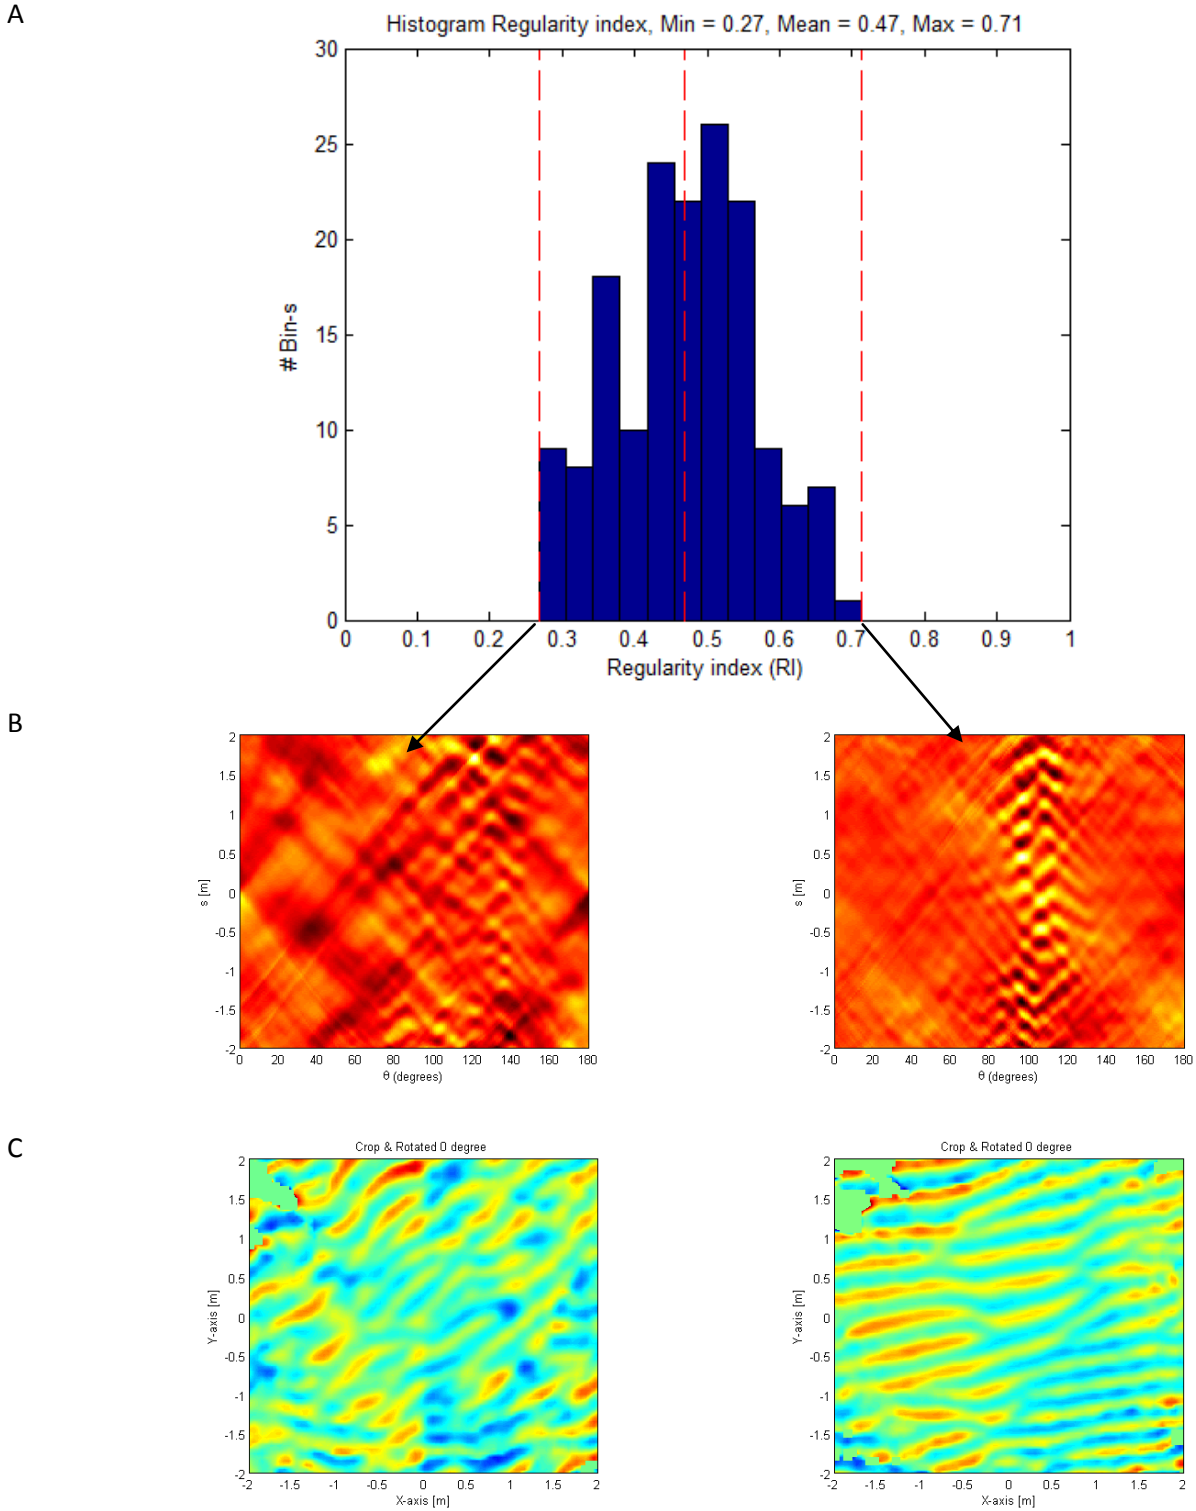 A
Histogram Regularity index, Min = 0.27, Mean = 0.47, Max = 0.71
30
25
20
15
10
5
0
# Bin-s
0 0.1 0.2 0.3 0.4 0.5 0.6 0.7 0.8 0.9 1
Regularity index (RI)
B
2
1.5
1
0.5
0
-0.5
-1
-1.5
-2
s [m]
0 20 40 60 80 100 120 140 160 180
θ (degrees)
2
1.5
1
0.5
0
-0.5
-1
-1.5
-2
s [m]
0 20 40 60 80 100 120 140 160 180
θ (degrees)
C
Crop & Rotated 0 degree
2
1.5
1
0.5
0
-0.5
-1
-1.5
-2
Y-axis [m]
-2 -1.5 -1 -0.5 0 0.5 1 1.5 2
X-axis [m]
Crop & Rotated 0 degree
2
1.5
1
0.5
0
-0.5
-1
-1.5
-2
Y-axis [m]
-2 -1.5 -1 -0.5 0 0.5 1 1.5 2
X-axis [m]